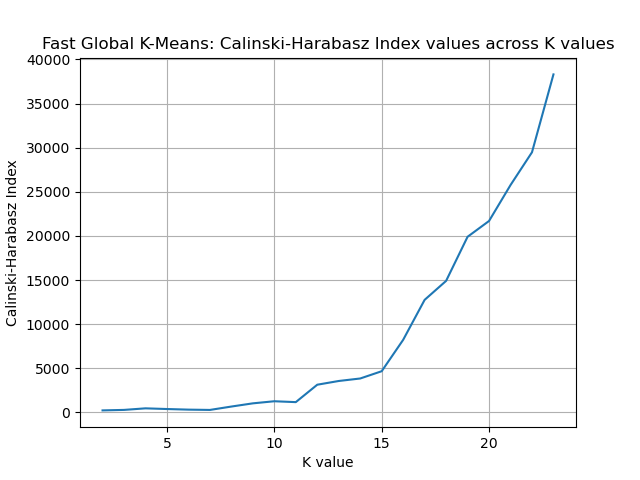 Fast Global K-Means: Calinski-Harabasz Index values across K values
40000
35000
30000
25000
20000
15000
10000
5000
0
Calinski-Harabasz Index
5 10 15 20
K value